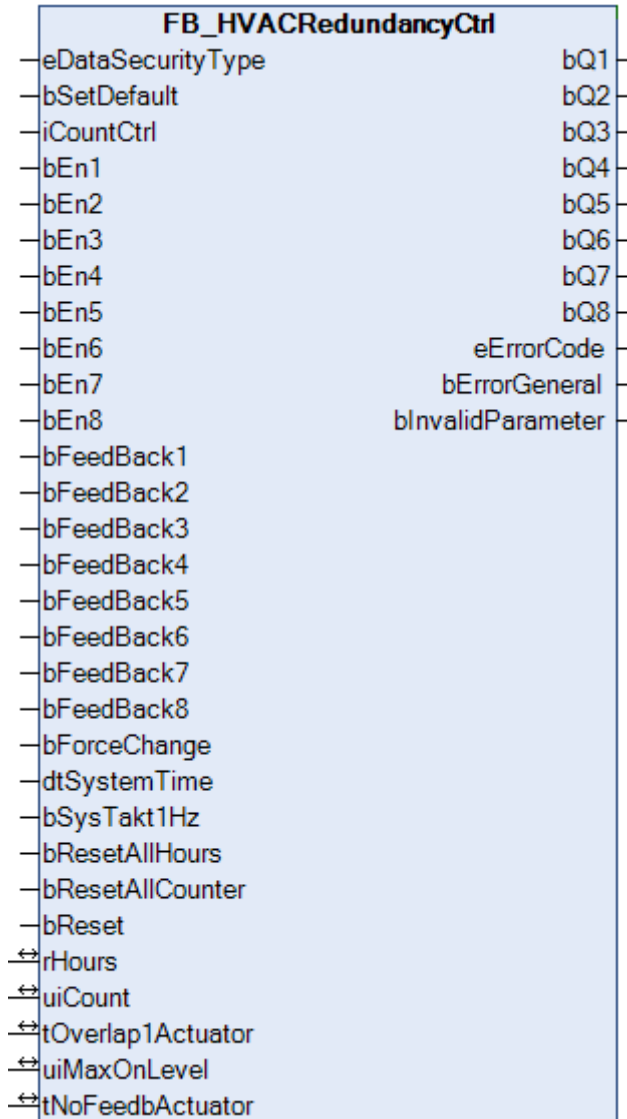 FB_HVACRedundancyCtrl
eDataSecurityType bQ1
bSetDefault bQ2
iCountCtrl bQ3
bEn1 bQ4
bEn2 bQ5
bEn3 bQ6
bEn4 bQ7
bEn5 bQ8
bEn6 eErrorCode
bEn7 bErrorGeneral
bEn8 bInvalidParameter
bFeedBack1
bFeedBack2
bFeedBack3
bFeedBack4
bFeedBack5
bFeedBack6
bFeedBack7
bFeedBack8
bForceChange
dtSystemTime
bSysTakt1Hz
bResetAllHours
bResetAllCounter
bReset
rHours
uiCount
tOverlap1Actuator
uiMaxOnLevel
tNoFeedbActuator